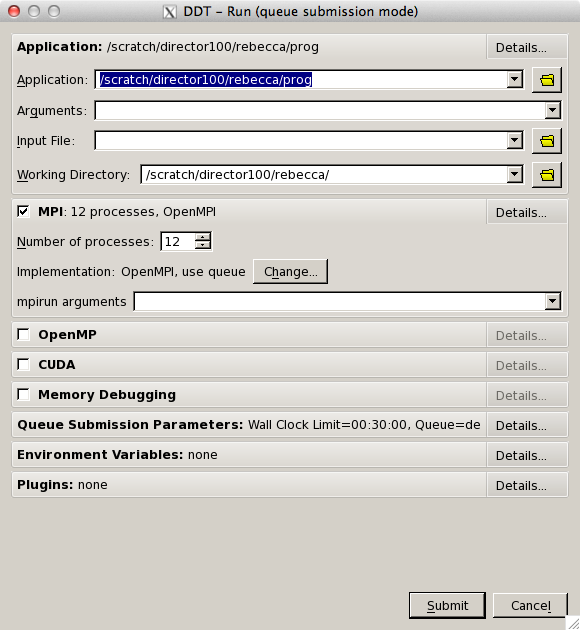 DDT - Run (queue submission mode)
Application: /scratch/director100/rebecca/prog Details...
Application: /scratch/director100/rebecca/prog
Arguments:
Input File:
Working Directory: /scratch/director100/rebecca/
MPI: 12 processes, OpenMPI Details...
Number of processes: 12
Implementation: OpenMPI, use queue Change...
mpirun arguments
OpenMP Details...
CUDA Details...
Memory Debugging Details...
Queue Submission Parameters: Wall Clock Limit=00:30:00, Queue=de Details...
Environment Variables: none Details...
Plugins: none Details...
Submit Cancel